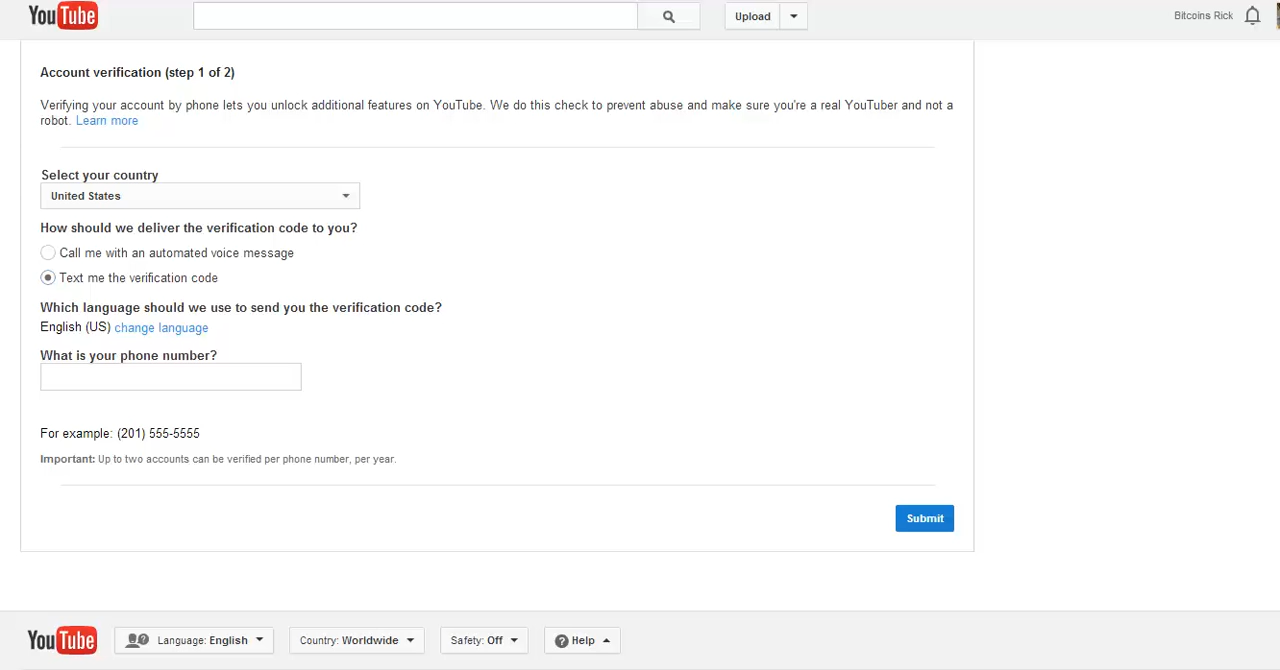 YouTube
Upload
Bitcoins Rick
Account verification (step 1 of 2)
Verifying your account by phone lets you unlock additional features on YouTube. We do this check to prevent abuse and make sure you're a real YouTuber and not a
robot. Learn more
Select your country
United States
How should we deliver the verification code to you?
Call me with an automated voice message
Text me the verification code
Which language should we use to send you the verification code?
English (US) change language
What is your phone number?
For example: (201) 555-5555
Important: Up to two accounts can be verified per phone number, per year.
Submit
YouTube
Language: English
Country: Worldwide
Safety: Off
Help